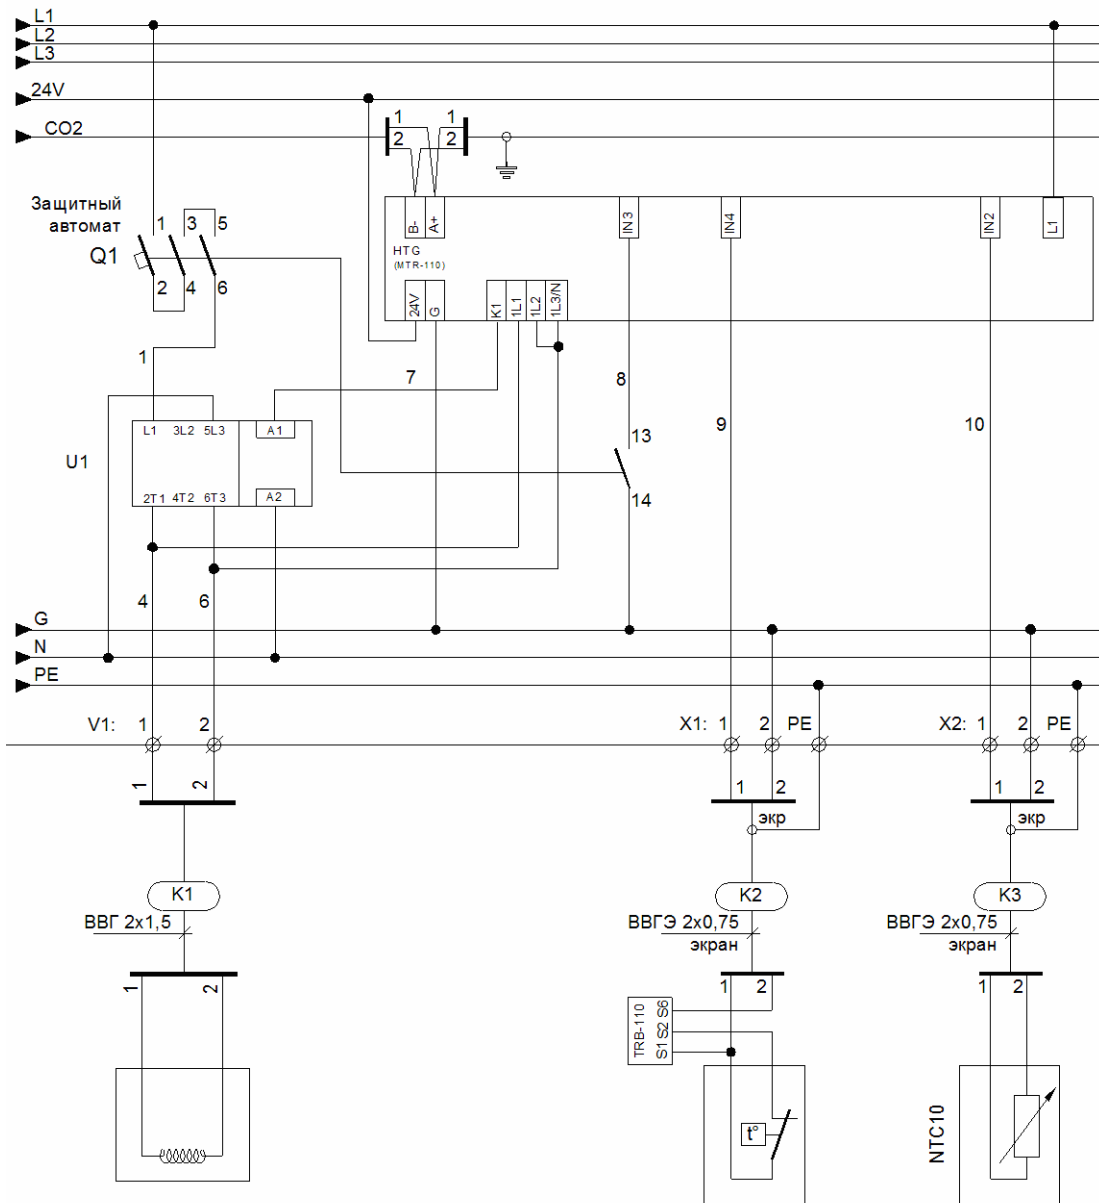 L1
L2
L3
24V
CO2
1 1
2 2
Защитный
автомат
Q1
1 3 5
2 4 6
B- A+ IN3 IN4 IN2 L1
HTG
(MTR-110)
24V G K1 1L1 1L2 1L3/N
1
7
8
9
10
13
14
U1
L1 3L2 5L3 A1
2T1 4T2 6T3 A2
4 6
G
N
PE
V1: 1 2 X1: 1 2 PE X2: 1 2 PE
1 2 1 2 1 2
экр экр
K1 K2 K3
ВВГ 2x1,5 ВВГЭ 2x0,75 ВВГЭ 2x0,75
экран экран
1 2 1 2 1 2
TRB-110
S1 S2 S6
t°
NTC10